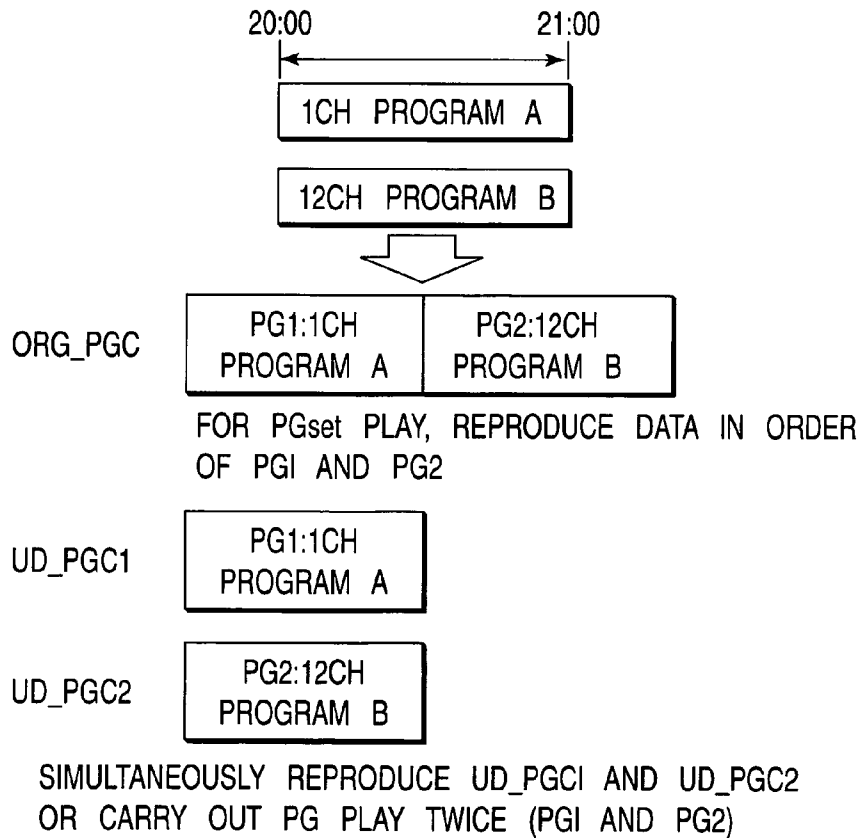 20:00 21:00
1CH PROGRAM A
12CH PROGRAM B
ORG_PGC
PG1:1CH
PROGRAM A
PG2:12CH
PROGRAM B
FOR PGset PLAY, REPRODUCE DATA IN ORDER
OF PGI AND PG2
UD_PGC1
PG1:1CH
PROGRAM A
UD_PGC2
PG2:12CH
PROGRAM B
SIMULTANEOUSLY REPRODUCE UD_PGCI AND UD_PGC2
OR CARRY OUT PG PLAY TWICE (PGI AND PG2)